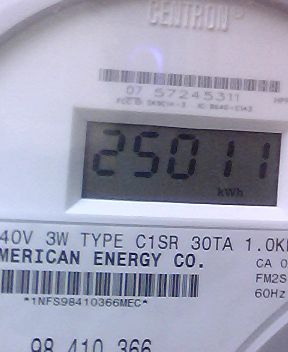 CENTRON®
07 57245311
25011
kWh
40V 3W TYPE C1SR 30TA 1.0K
MERICAN ENERGY CO.
CA 0
FM2S
*1NFS98410366MEC*
60Hz
98 410 366